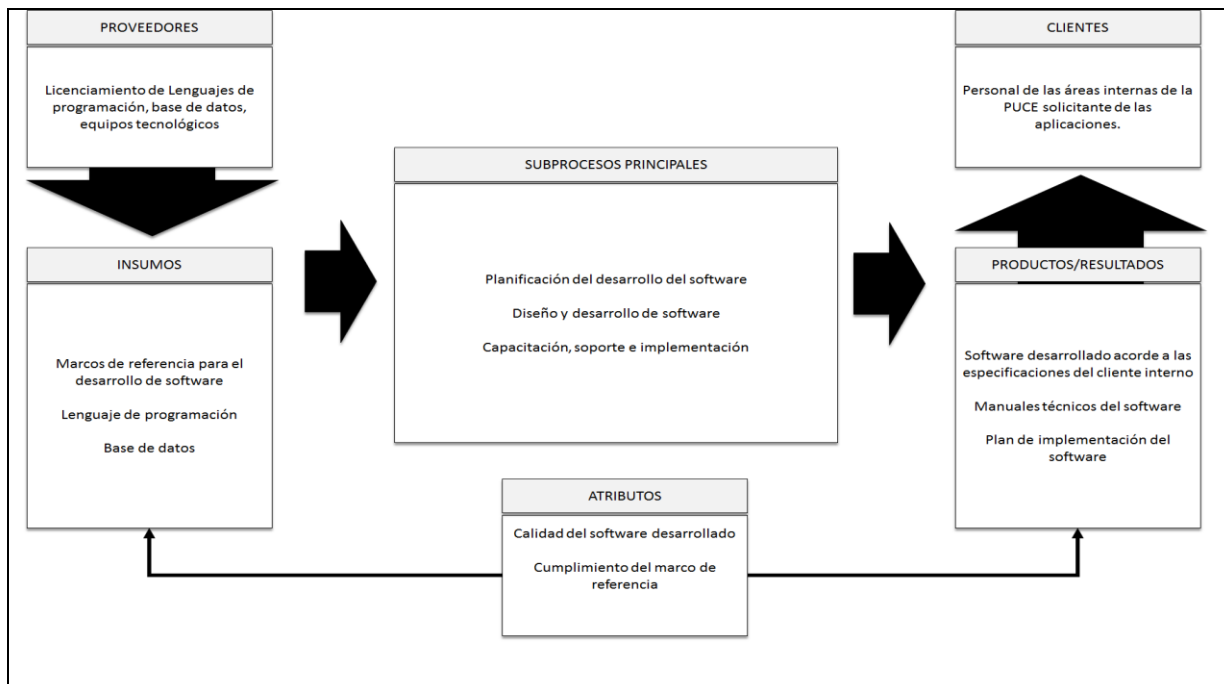 PROVEEDORES
Licenciamiento de Lenguajes de
programación, base de datos,
equipos tecnológicos
INSUMOS
Marcos de referencia para el
desarrollo de software
Lenguaje de programación
Base de datos
SUBPROCESOS PRINCIPALES
Planificación del desarrollo del software
Diseño y desarrollo de software
Capacitación, soporte e implementación
ATRIBUTOS
Calidad del software desarrollado
Cumplimiento del marco de
referencia
CLIENTES
Personal de las áreas internas de la
PUCE solicitante de las
aplicaciones.
PRODUCTOS/RESULTADOS
Software desarrollado acorde a las
especificaciones del cliente interno
Manuales técnicos del software
Plan de implementación del
software